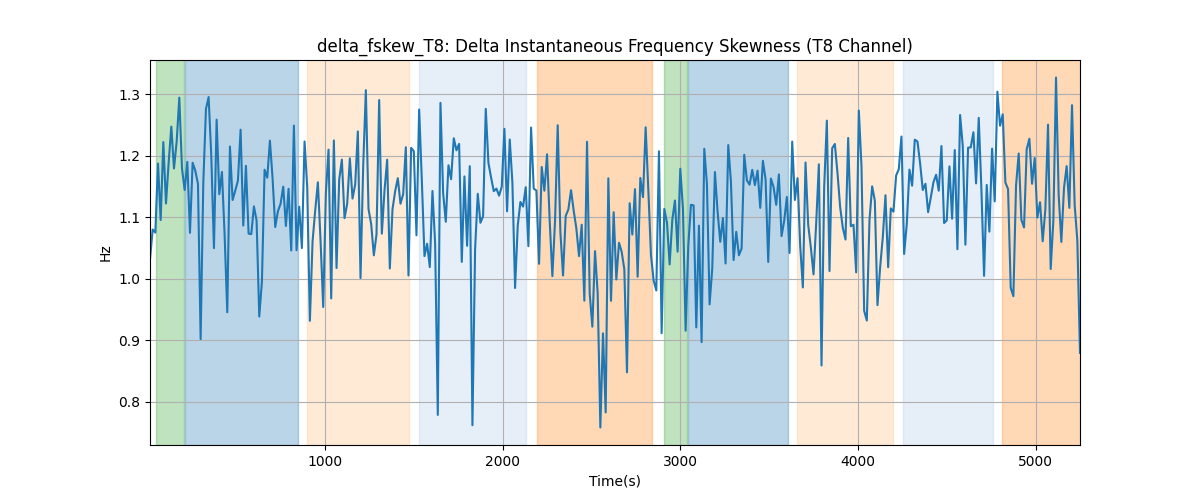 delta_fskew_T8: Delta Instantaneous Frequency Skewness (T8 Channel)
1.3
1.2
1.1
1.0
0.9
0.8
Hz
1000 2000 3000 4000 5000
Time(s)